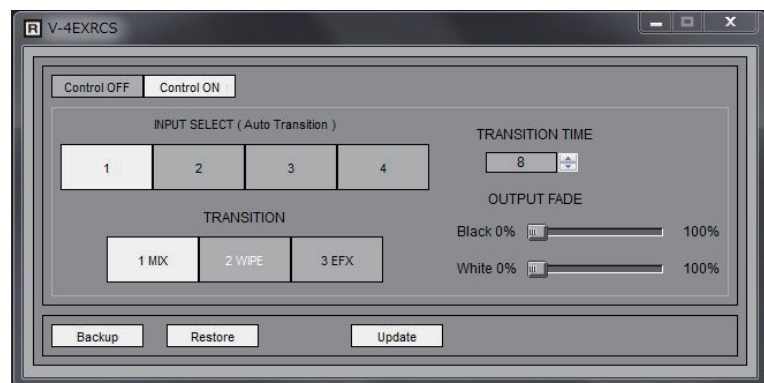 R V-4EXRCS
Control OFF Control ON
INPUT SELECT ( Auto Transition )
1 2 3 4
TRANSITION
1 MIX 2 WIPE 3 EFX
TRANSITION TIME
8
OUTPUT FADE
Black 0% 100%
White 0% 100%
Backup Restore Update